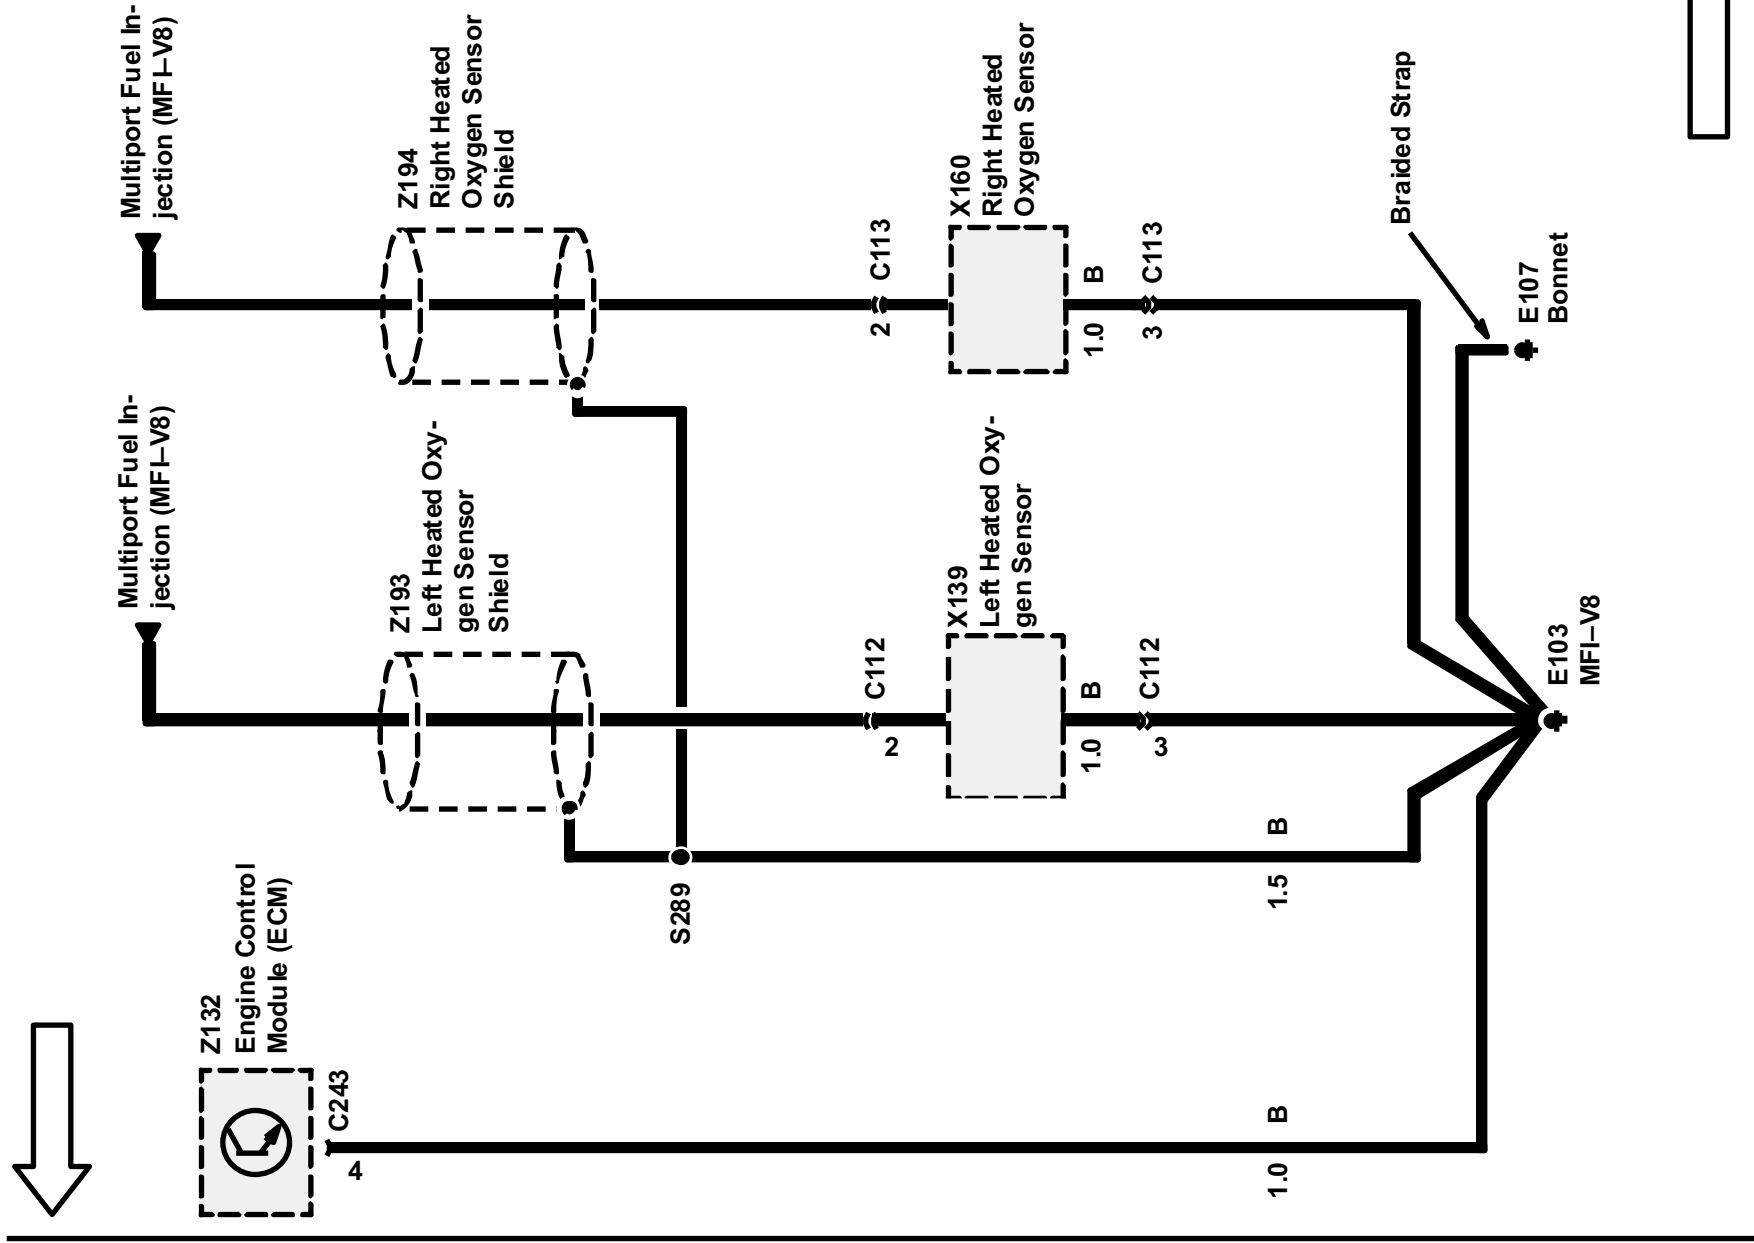 Z132
Engine Control
Module (ECM)
C243
4
1.0
B
Multiport Fuel In-
jection (MFI–V8)
Z193
Left Heated Oxy-
gen Sensor
Shield
S289
1.5
B
C112
2
X139
Left Heated Oxy-
gen Sensor
1.0
B
C112
3
E103
MFI–V8
Multiport Fuel In-
jection (MFI–V8)
Z194
Right Heated
Oxygen Sensor
Shield
C113
2
X160
Right Heated
Oxygen Sensor
1.0
B
C113
3
Braided Strap
E107
Bonnet